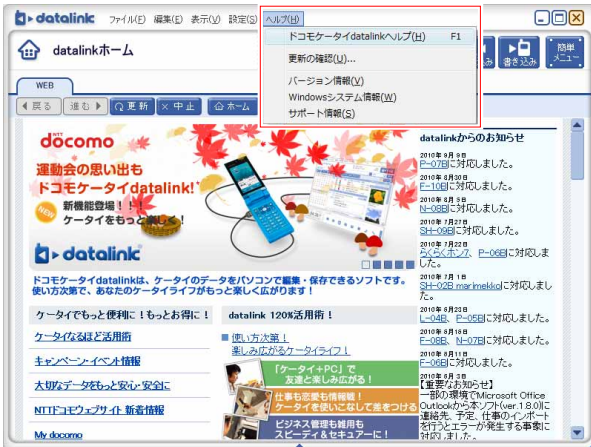 datalink ファイル(F) 編集(E) 表示(V) 設定(S) ヘルプ(H)
ドコモケータイdatalinkヘルプ(H) F1
更新の確認(U)...
バージョン情報(V)
Windowsシステム情報(W)
サポート情報(S)
datalinkホーム
書き込み
簡単
メニュー
WEB
戻る 進む 更新 中止 ホーム
NTT
docomo
運動会の思い出も
ドコモケータイdatalink!
NEW
新機能登場!!
ケータイをもっと楽しく!
datalink
ドコモケータイdatalinkは、ケータイのデータをパソコンで編集・保存できるソフトです。
使い方次第で、あなたのケータイライフがもっと楽しく広がります!
ケータイでもっと便利に!もっとお得に!
ケータイなるほど活用術
キャンペーン・イベント情報
大切なデータをもっと安心・安全に
NTTドコモウェブサイト 新着情報
My docomo
datalink 120%活用術!
使い方次第!
楽しみ広がるケータイライフ!
「ケータイ+PC」で
友達と楽しみ広がる!
仕事も恋愛も情報戦!
ケータイを使いこなして差をつける
ビジネス管理も雑用も
スピーディ&セキュアーに!
datalinkからのお知らせ
2010年9月9日
P-07Bに対応しました。
2010年8月30日
F-10Bに対応しました。
2010年8月5日
N-08Bに対応しました。
2010年7月27日
SH-09Bに対応しました。
2010年7月22日
らくらくホン7、P-06Bに対応しま
した。
2010年7月1日
SH-02B marimekkoに対応しまし
た。
2010年6月23日
L-04B、P-05Bに対応しました。
2010年6月18日
F-08B、N-07Bに対応しました。
2010年6月11日
F-06Bに対応しました。
2010年6月3日
【重要なお知らせ】
一部の環境でMicrosoft Office
Outlookから本ソフト(ver.1.8.0)に
連絡先、予定、仕事のインポート
を行うとエラーが発生する事象に
対応しました。